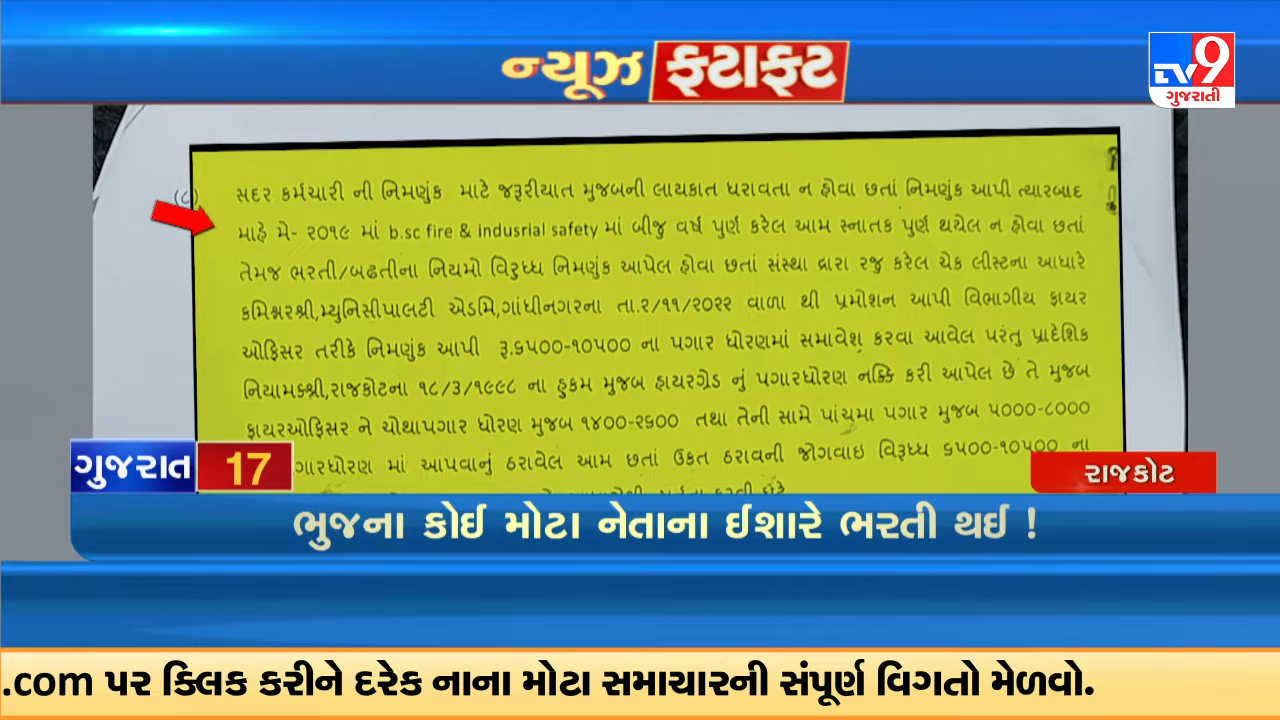 ન્યૂઝ ફટાફટ
TV9
ગુજરાતી
(૮)
સદર કર્મચારી ની નિમણુંક માટે જરૂરીયાત મુજબની લાયકાત ધરાવતા ન હોવા છતાં નિમણુંક આપી ત્યારબાદ
માહે મે- ૨૦૧૯ માં b.sc fire & indusrial safety માં બીજુ વર્ષ પુર્ણ કરેલ આમ સ્નાતક પુર્ણ થયેલ ન હોવા છતાં
તેમજ ભરતી/બઢતીના નિયમો વિરુધ્ધ નિમણુંક આપેલ હોવા છતાં સંસ્થા દ્રારા રજુ કરેલ ચેક લીસ્ટના આધારે
કમિશ્નરશ્રી,મ્યુનિસીપાલટી એડમિ,ગાંધીનગરના તા.૨/૧૧/૨૦૨૨ વાળા થી પ્રમોશન આપી વિભાગીય ફાયર
ઓફિસર તરીકે નિમણુંક આપી રૂ.૬૫૦૦-૧૦૫૦૦ ના પગાર ધોરણમાં સમાવેશ કરવા આવેલ પરંતુ પ્રાદેશિક
નિયામકશ્રી,રાજકોટના ૧૮/૩/૧૯૯૮ ના હુકમ મુજબ ફાયરગ્રેડ નું પગારધોરણ નક્કિ કરી આપેલ છે તે મુજબ
ફાયરઓફિસર ને ચોથાપગાર ધોરણ મુજબ ૧૪૦૦-૨૬૦૦ તથા તેની સામે પાંચમા પગાર મુજબ ૫૦૦૦-૮૦૦૦
ગારધોરણ માં આપવાનું ઠરાવેલ આમ છતાં ઉકત ઠરાવની જોગવાઇ વિરૂધ્ધ ૬૫૦૦-૧૦૫૦૦ ના
ગુજરાત 17
રાજકોટ
ભુજના કોઈ મોટા નેતાના ઈશારે ભરતી થઈ !
.com પર ક્લિક કરીને દરેક નાના મોટા સમાચારની સંપૂર્ણ વિગતો મેળવો.